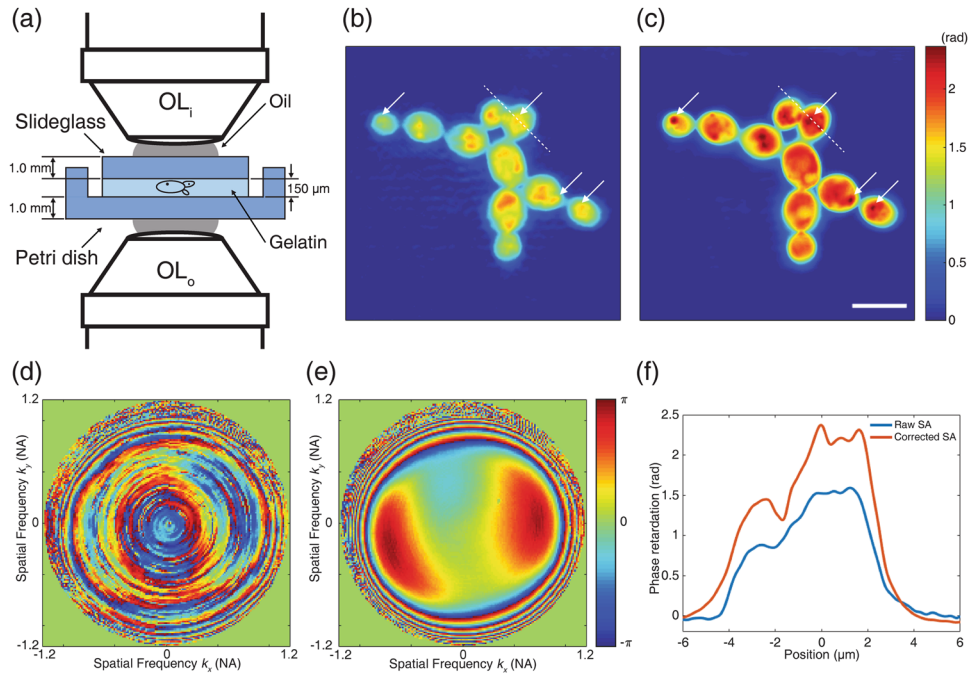 (a)
OLi
Oil
Slideglass
1.0 mm
150 µm
1.0 mm
Gelatin
Petri dish
OLo
(b)
(c)
(rad)
2
1.5
1
0.5
0
(d)
1.2
Spatial Frequency ky (NA)
0
-1.2
-1.2
0
1.2
Spatial Frequency kx (NA)
(e)
1.2
Spatial Frequency ky (NA)
0
-1.2
-1.2
0
1.2
Spatial Frequency kx (NA)
π
0
-π
(f)
2.5
2
1.5
1
0.5
0
Phase retardation (rad)
Raw SA
Corrected SA
-6
-4
-2
0
2
4
6
Position (µm)